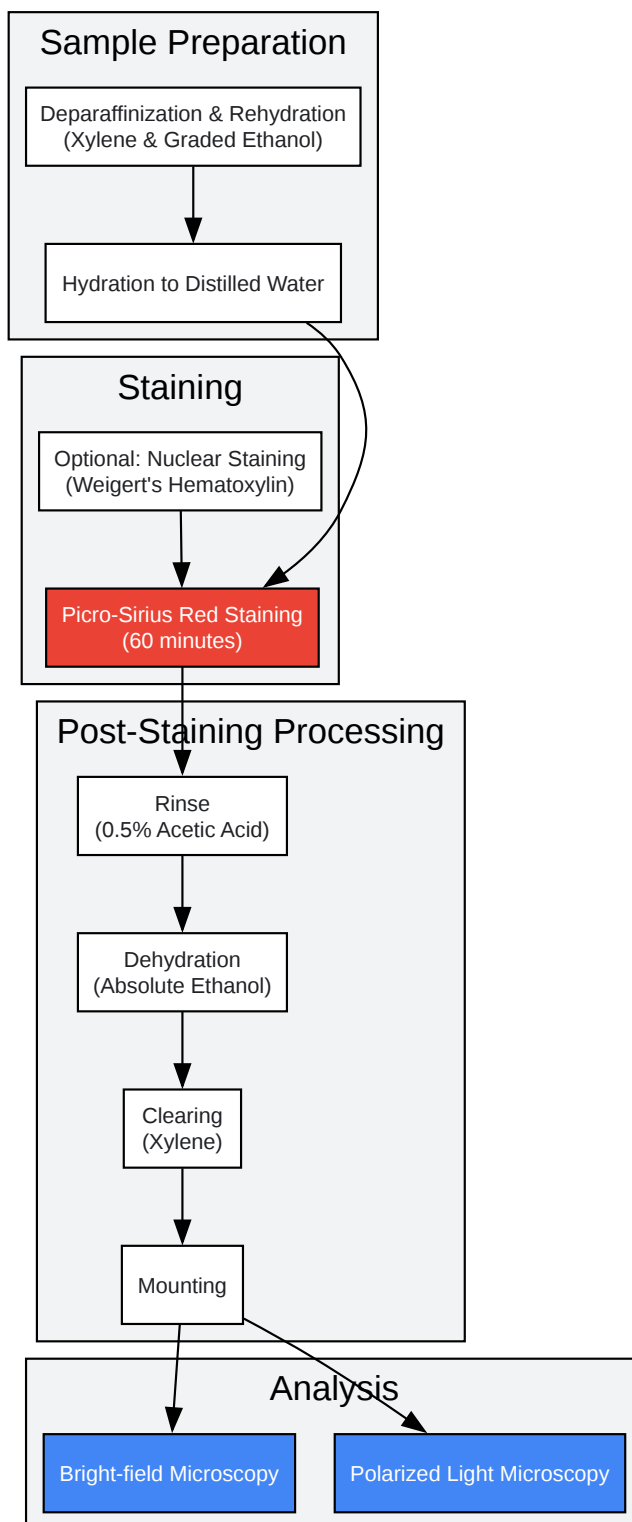 Sample Preparation
Deparaffinization & Rehydration
(Xylene & Graded Ethanol)
Hydration to Distilled Water
Staining
Optional: Nuclear Staining
(Weigert's Hematoxylin)
Picro-Sirius Red Staining
(60 minutes)
Post-Staining Processing
Rinse
(0.5% Acetic Acid)
Dehydration
(Absolute Ethanol)
Clearing
(Xylene)
Mounting
Analysis
Bright-field Microscopy
Polarized Light Microscopy